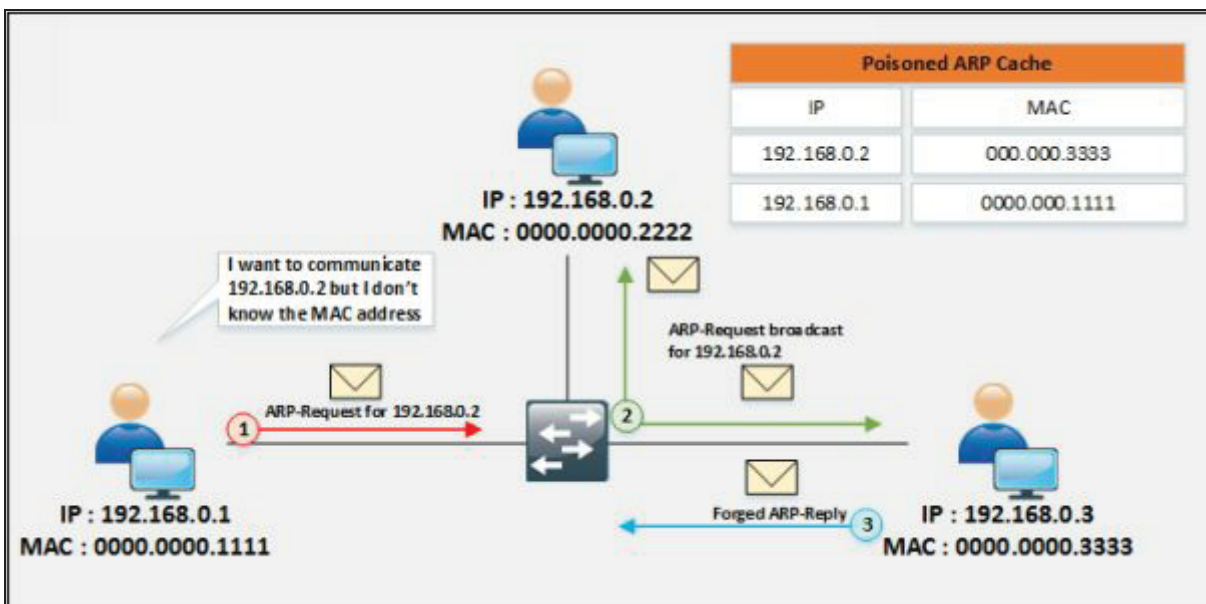 Poisoned ARP Cache
IP MAC
192.168.0.2 000.000.3333
192.168.0.1 0000.000.1111
IP : 192.168.0.2
MAC : 0000.0000.2222
I want to communicate
192.168.0.2 but I don't
know the MAC address
ARP-Request broadcast
for 192.168.0.2
ARP-Request for 192.168.0.2
1
2
Forged ARP-Reply
3
IP : 192.168.0.1
MAC : 0000.0000.1111
IP : 192.168.0.3
MAC : 0000.0000.3333